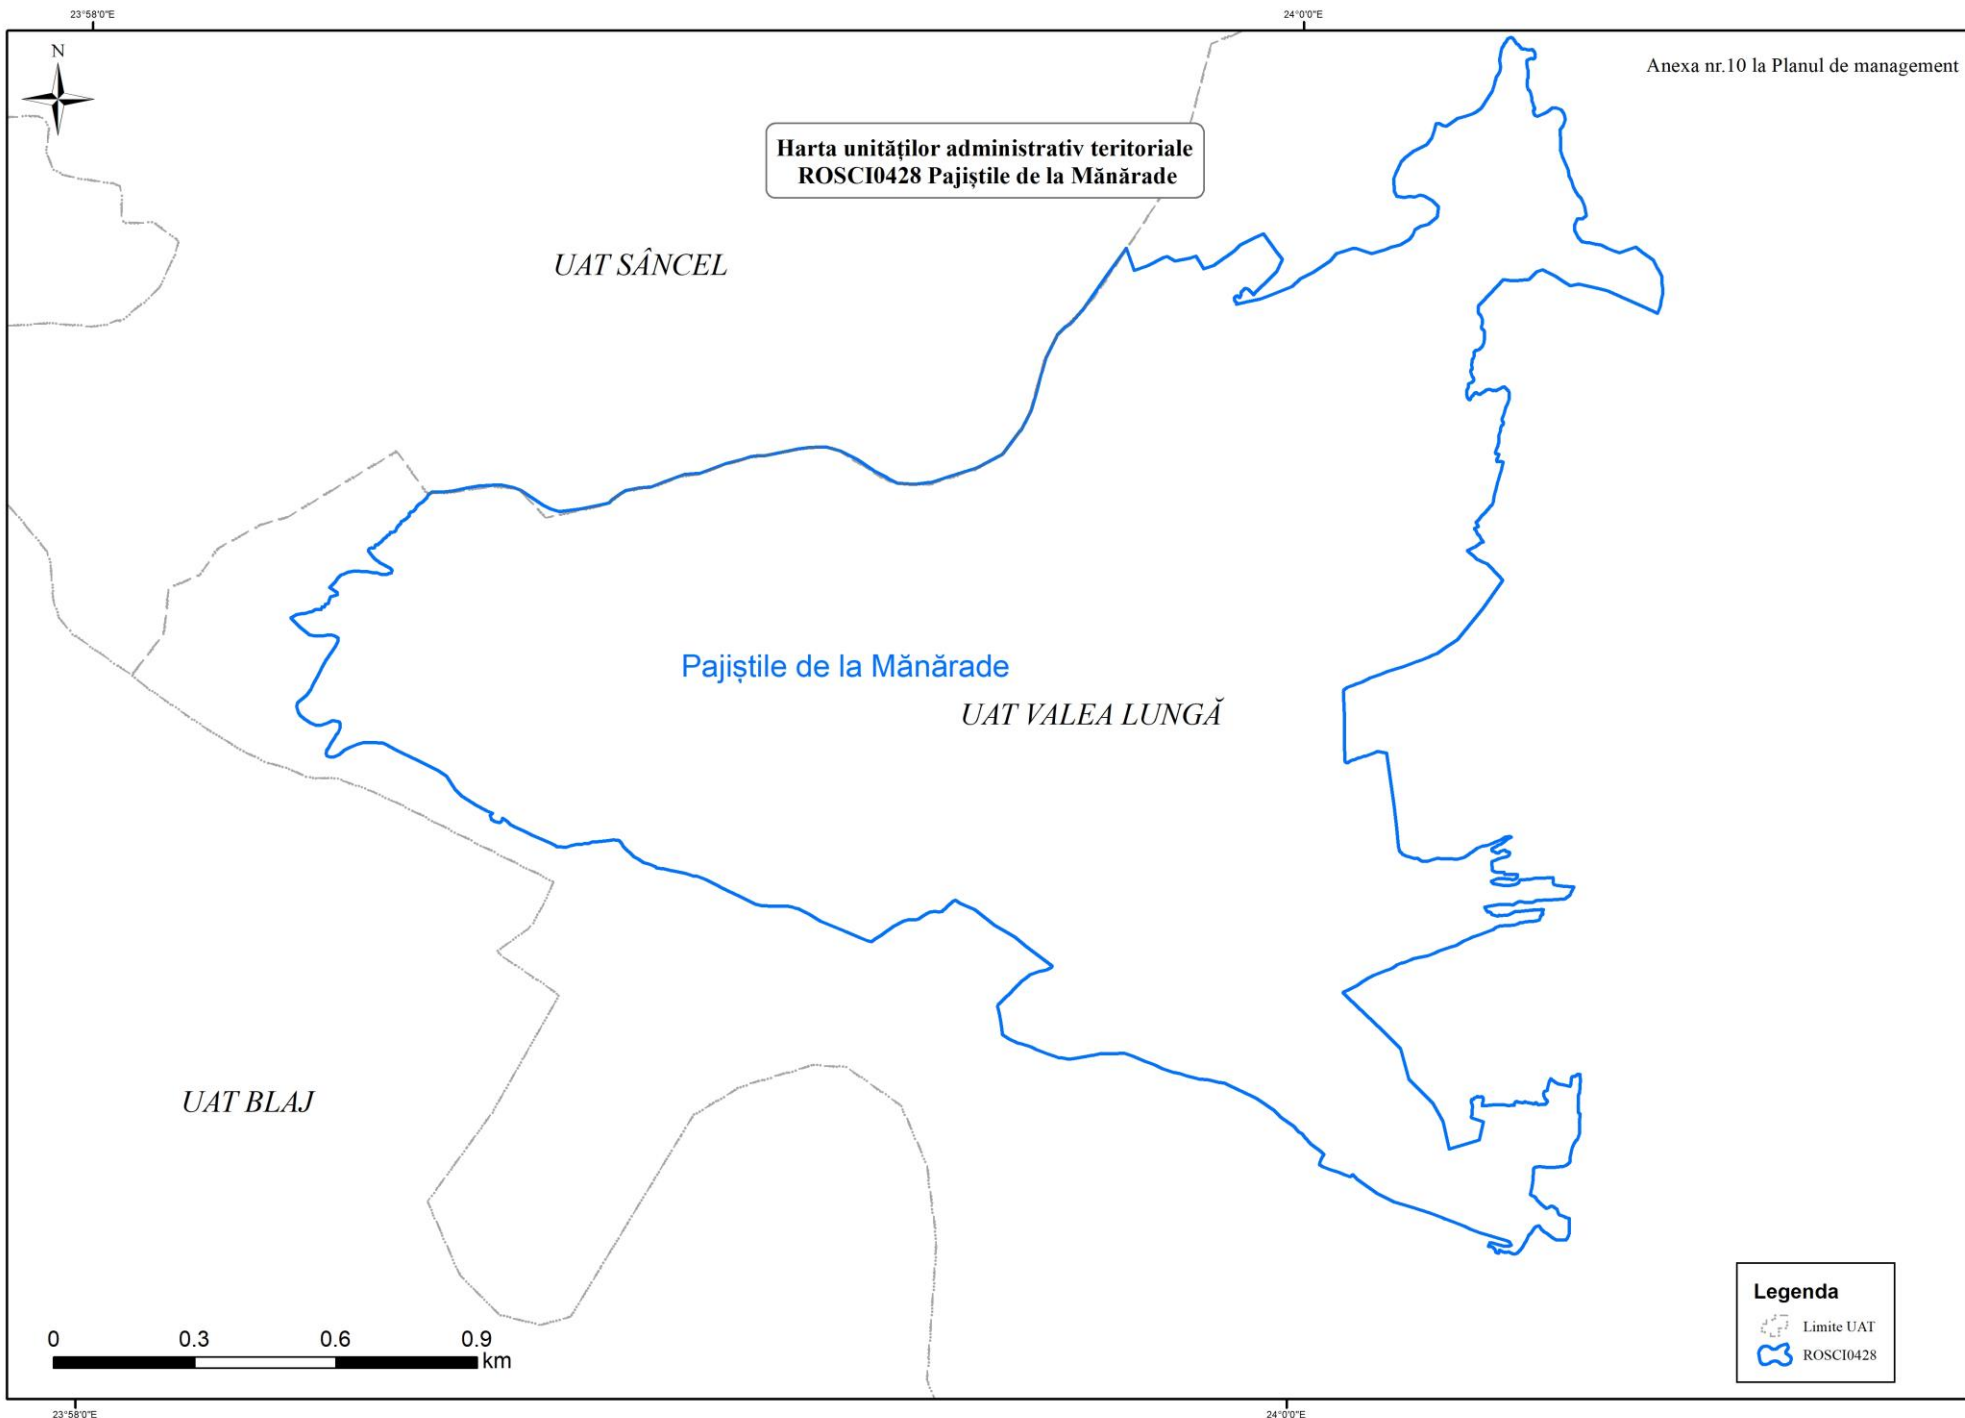 23°58'0"E
24°0'0"E
N
Anexa nr.10 la Planul de management
Harta unităților administrativ teritoriale
ROSCI0428 Pajiștile de la Mănărade
UAT SÂNCEL
Pajiștile de la Mănărade
UAT VALEA LUNGĂ
UAT BLAJ
Legenda
Limite UAT
ROSCI0428
0 0.3 0.6 0.9
km
23°58'0"E
24°0'0"E